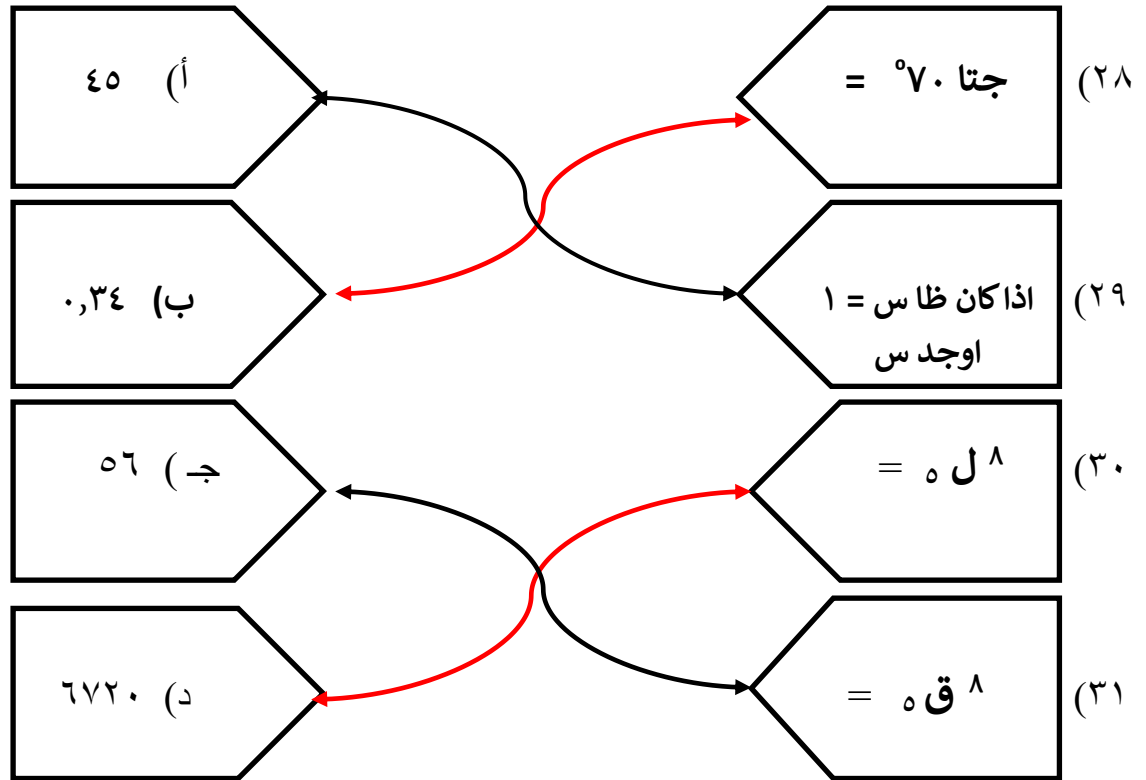 ٢٨) جتا ٧٠° =
أ) ٤٥
٢٩) اذا كان ظا س = ١
اوجد س
ب) ٠,٣٤
٣٠) ٨ ل ٥ =
جـ ) ٥٦
٣١) ٨ ق ٥ =
د) ٦٧٢٠